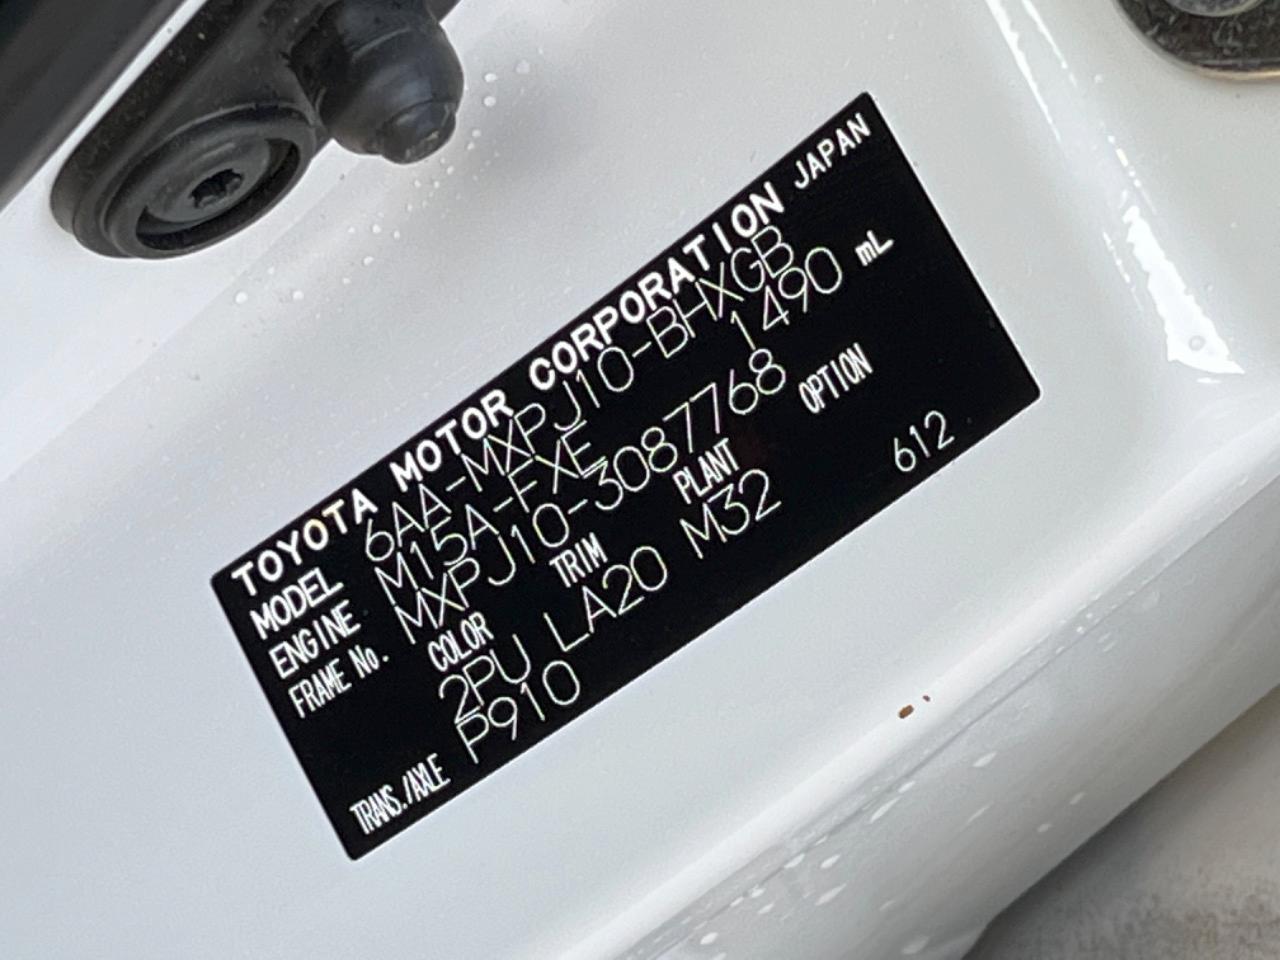 TOYOTA MOTOR CORPORATION JAPAN
MODEL 6AA-MXPJ10-BHXGB
ENGINE M15A-FXE 1490 mL
FRAME No. MXPJ10-3087768
COLOR TRIM PLANT OPTION
2PU LA20 M32 612
TRANS./AXLE P910